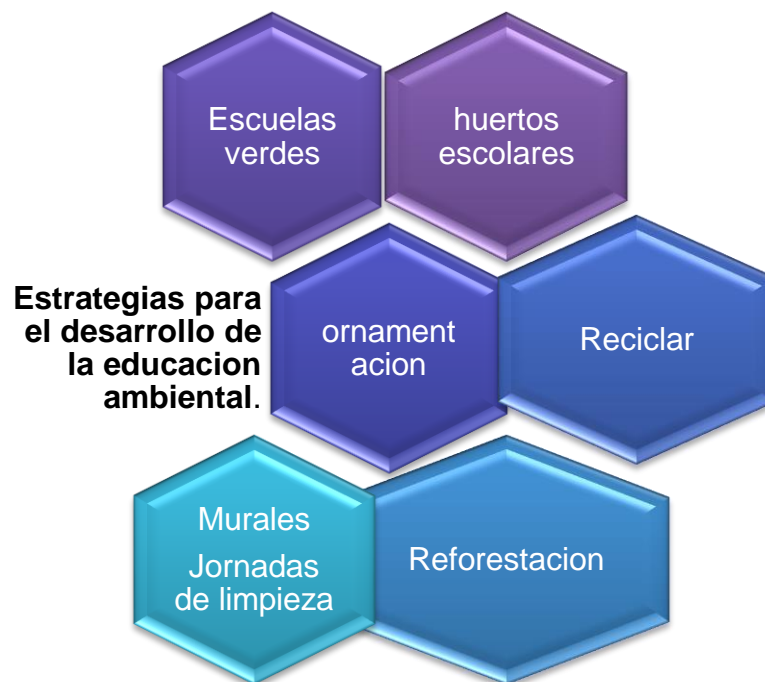 Escuelas
verdes
huertos
escolares
Estrategias para
el desarrollo de
la educacion
ambiental.
ornament
acion
Reciclar
Murales
Jornadas
de limpieza
Reforestacion